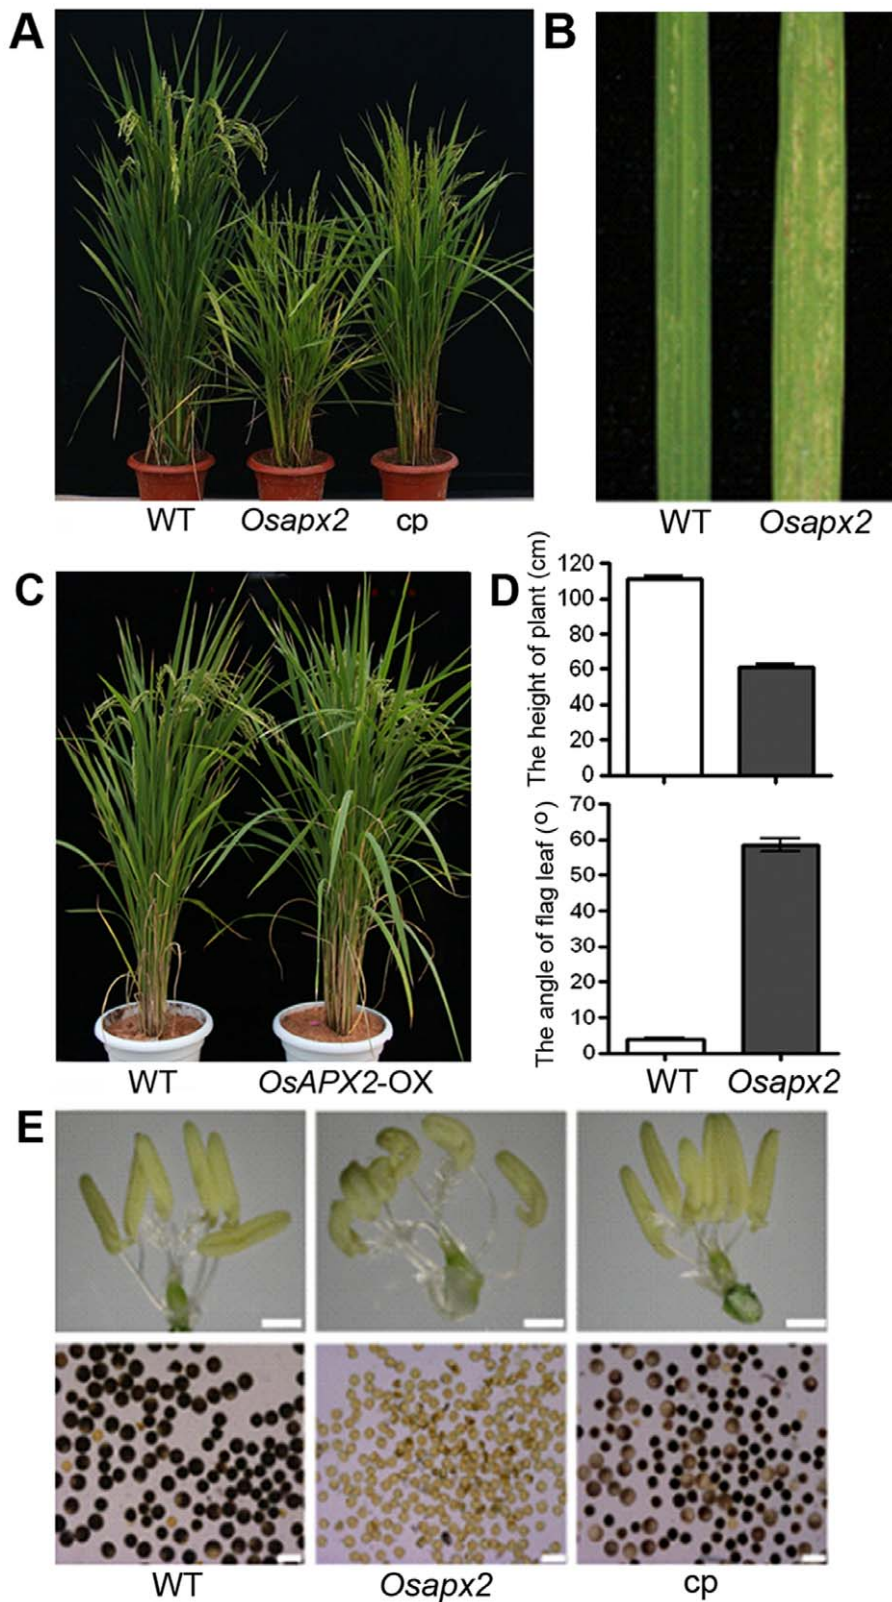 A
B
WT Osapx2 cp
WT Osapx2
C
D
The height of plant (cm)
120
100
80
60
40
20
0
The angle of flag leaf (o)
70
60
50
40
30
20
10
0
WT OsAPX2-OX
WT Osapx2
E
WT Osapx2 cp